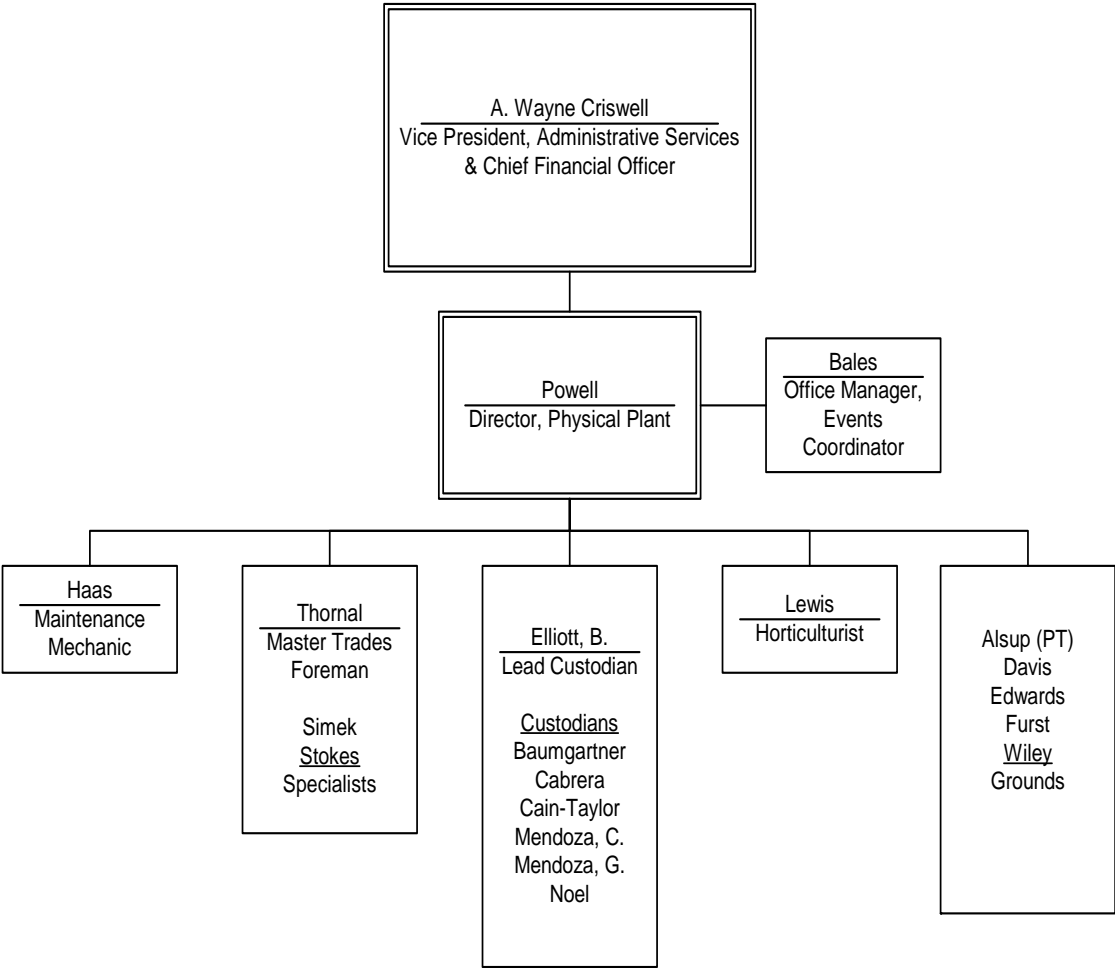 A. Wayne Criswell
Vice President, Administrative Services
& Chief Financial Officer
Powell
Director, Physical Plant
Bales
Office Manager,
Events
Coordinator
Haas
Maintenance
Mechanic
Thornal
Master Trades
Foreman
Simek
Stokes
Specialists
Elliott, B.
Lead Custodian
Custodians
Baumgartner
Cabrera
Cain-Taylor
Mendoza, C.
Mendoza, G.
Noel
Lewis
Horticulturist
Alsup (PT)
Davis
Edwards
Furst
Wiley
Grounds